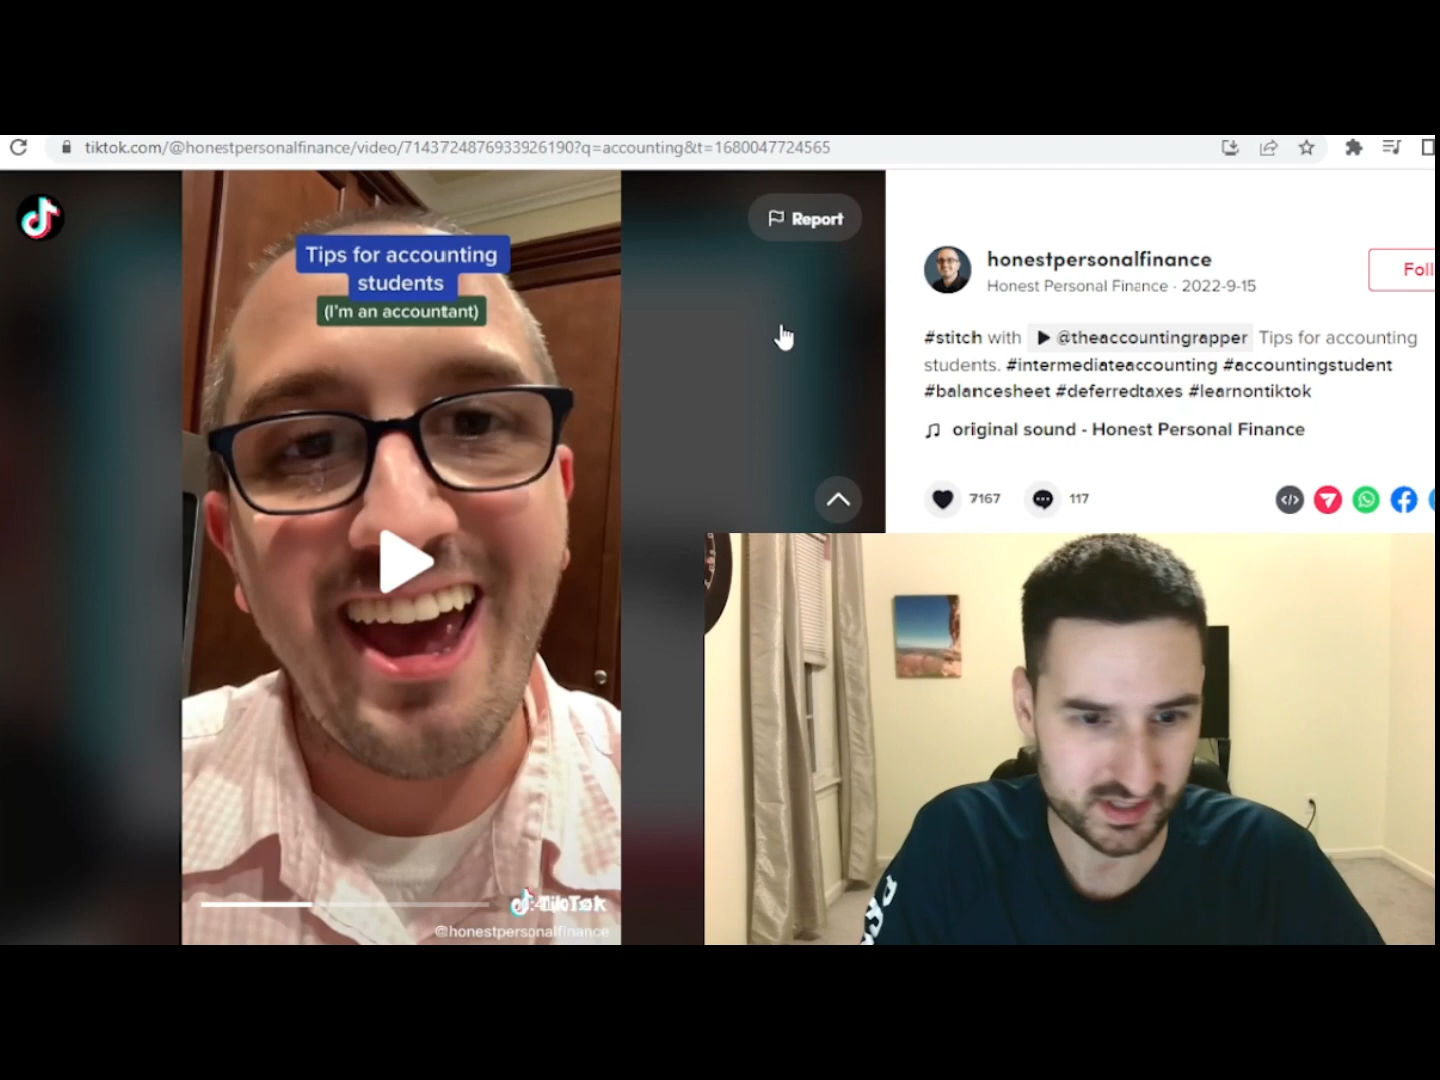 tiktok.com/@honestpersonalfinance/video/7143724876933926190?q=accounting&t=1680047724565
Tips for accounting
students
(I'm an accountant)
Report
honestpersonalfinance
Honest Personal Finance · 2022-9-15
Foll
#stitch with ▶ @theaccountingrapper Tips for accounting
students. #intermediateaccounting #accountingstudent
#balancesheet #deferredtaxes #learnontiktok
original sound - Honest Personal Finance
7167
117
TikTok
@honestpersonalfinance